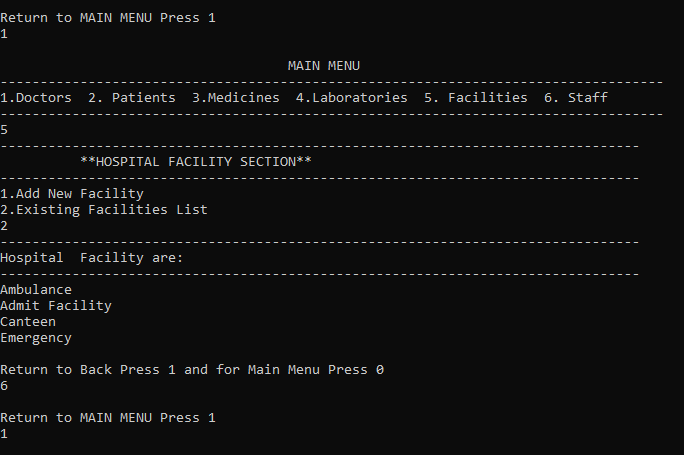 Return to MAIN MENU Press 1
1
MAIN MENU
-----------------------------------------------------------------------------------
1.Doctors  2. Patients  3.Medicines  4.Laboratories  5. Facilities  6. Staff
-----------------------------------------------------------------------------------
5
--------------------------------------------------------------------------------
**HOSPITAL FACILITY SECTION**
--------------------------------------------------------------------------------
1.Add New Facility
2.Existing Facilities List
2
--------------------------------------------------------------------------------
Hospital  Facility are:
--------------------------------------------------------------------------------
Ambulance
Admit Facility
Canteen
Emergency
Return to Back Press 1 and for Main Menu Press 0
6
Return to MAIN MENU Press 1
1